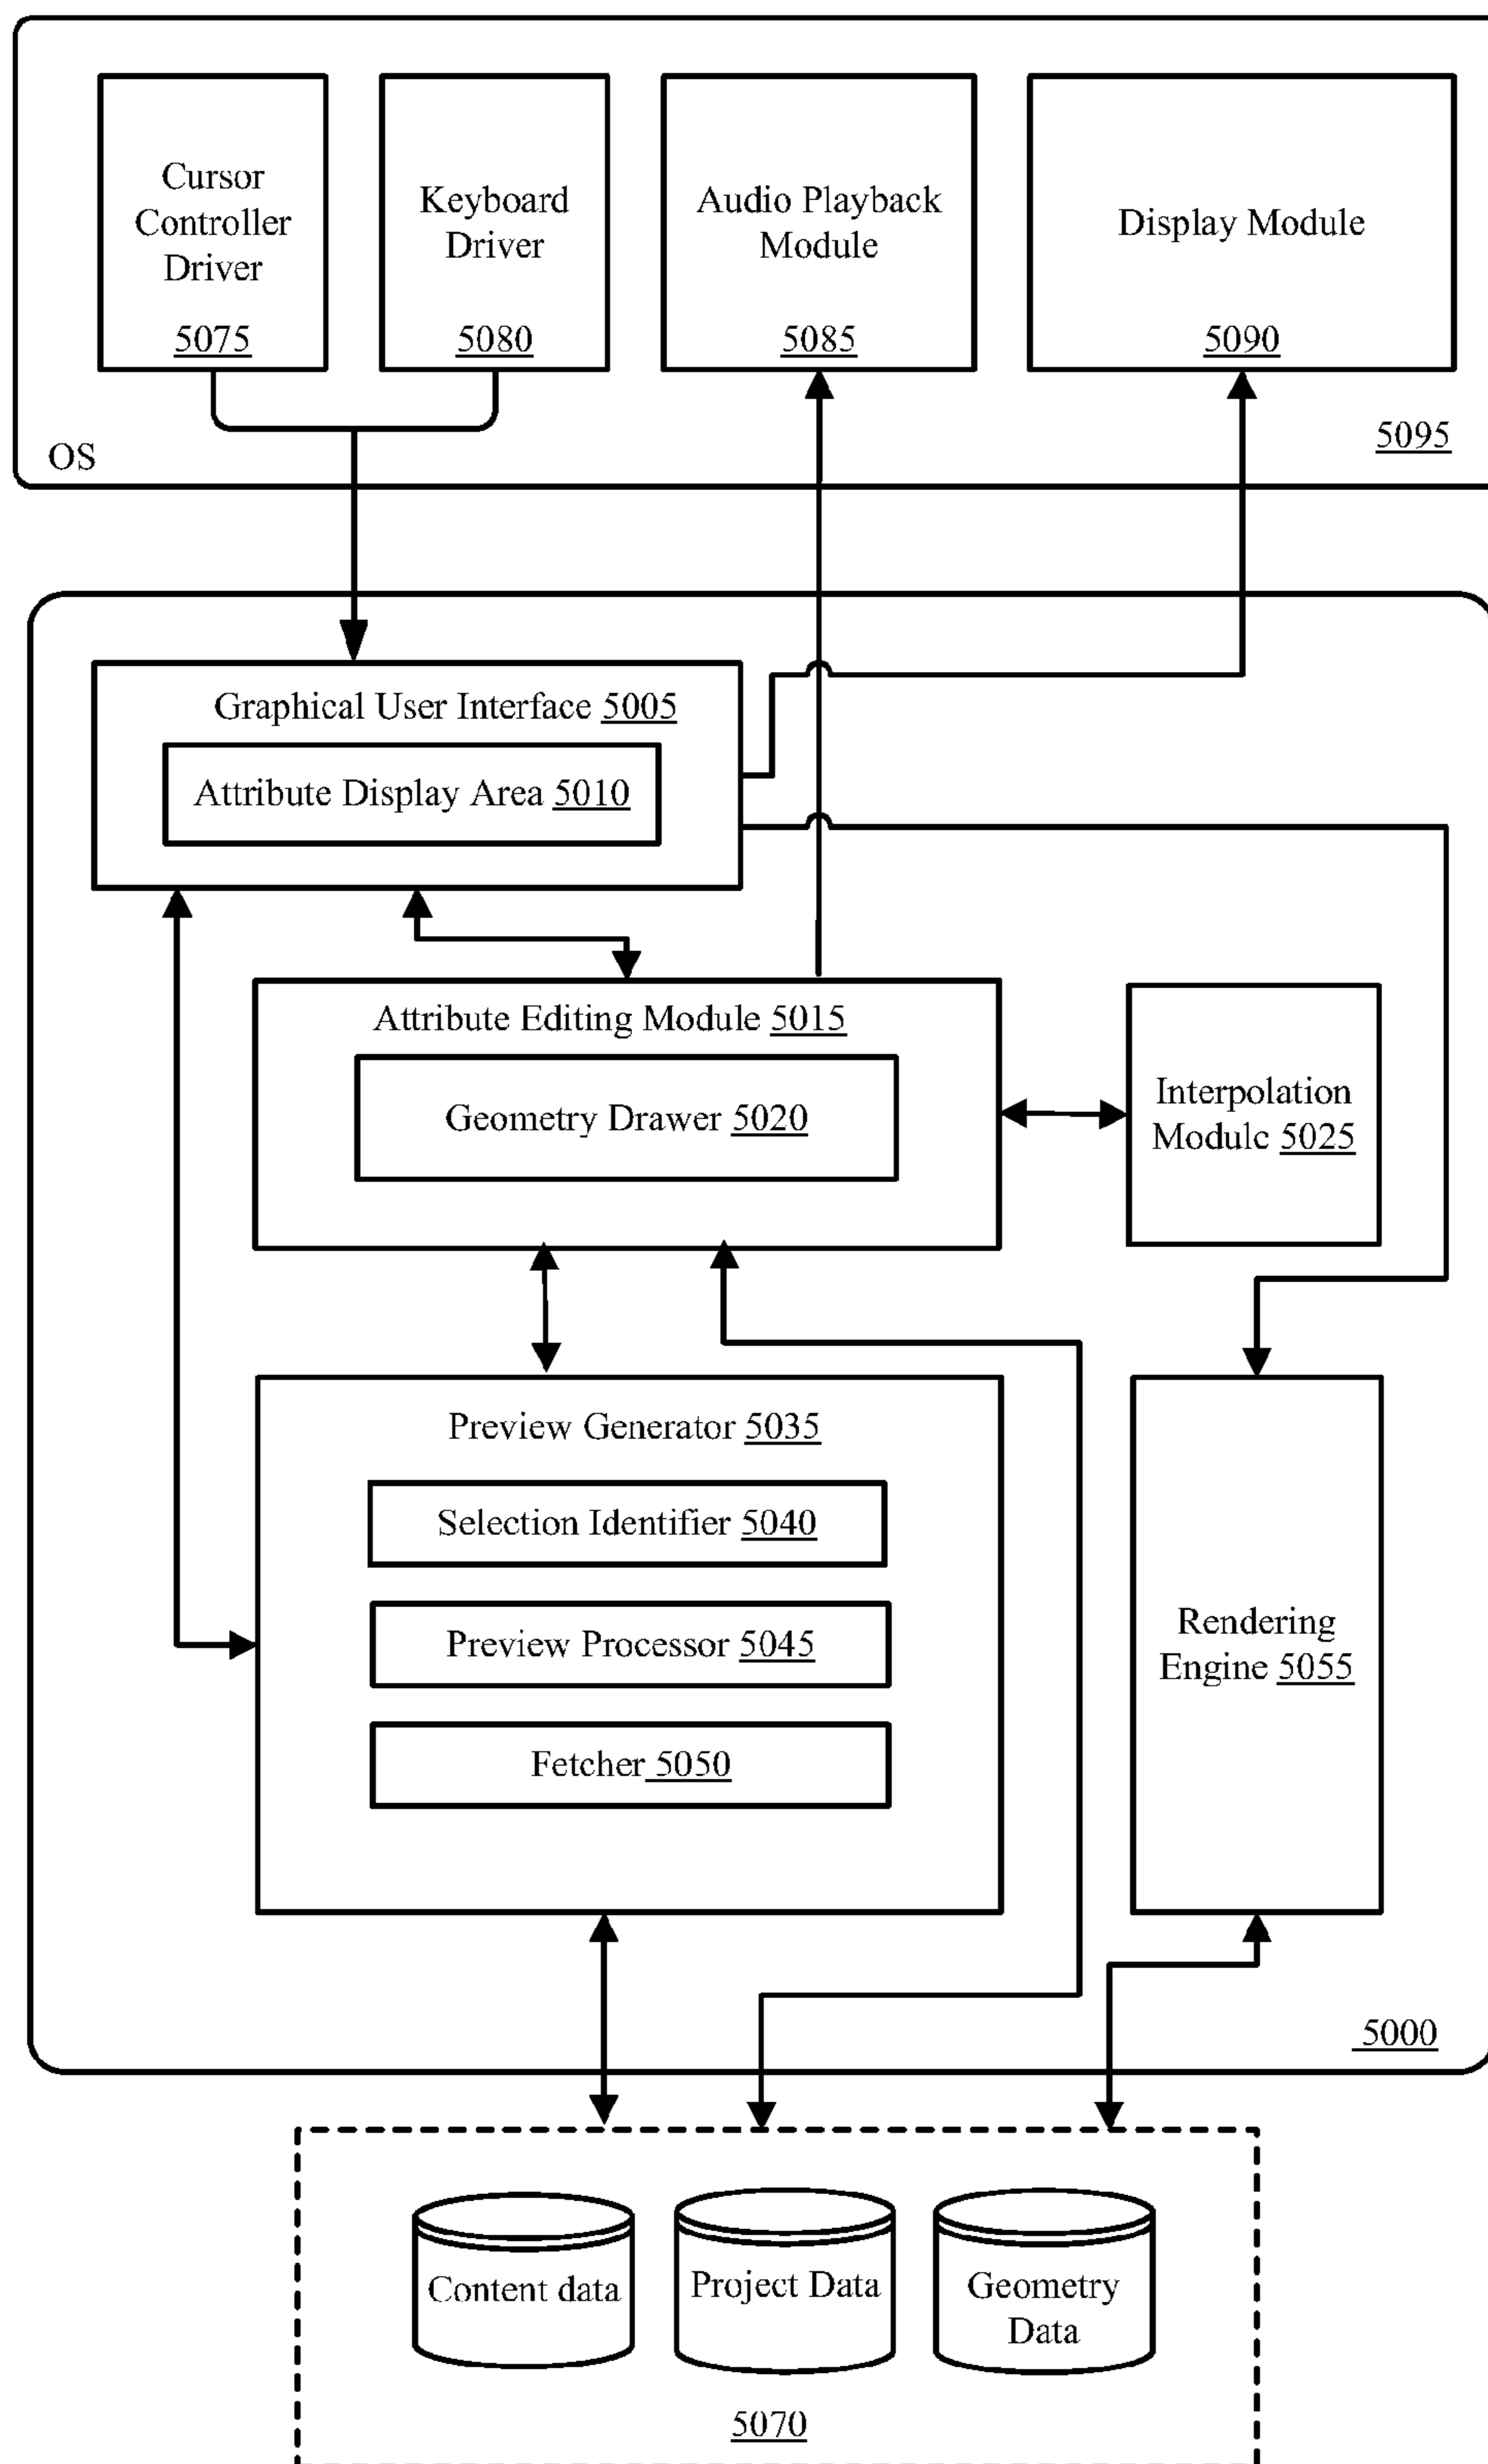 Cursor
Controller
Driver
5075
Keyboard
Driver
5080
Audio Playback
Module
5085
Display Module
5090
OS
5095
Graphical User Interface 5005
Attribute Display Area 5010
Attribute Editing Module 5015
Geometry Drawer 5020
Interpolation
Module 5025
Preview Generator 5035
Selection Identifier 5040
Preview Processor 5045
Fetcher 5050
Rendering
Engine 5055
5000
Content data
Project Data
Geometry
Data
5070